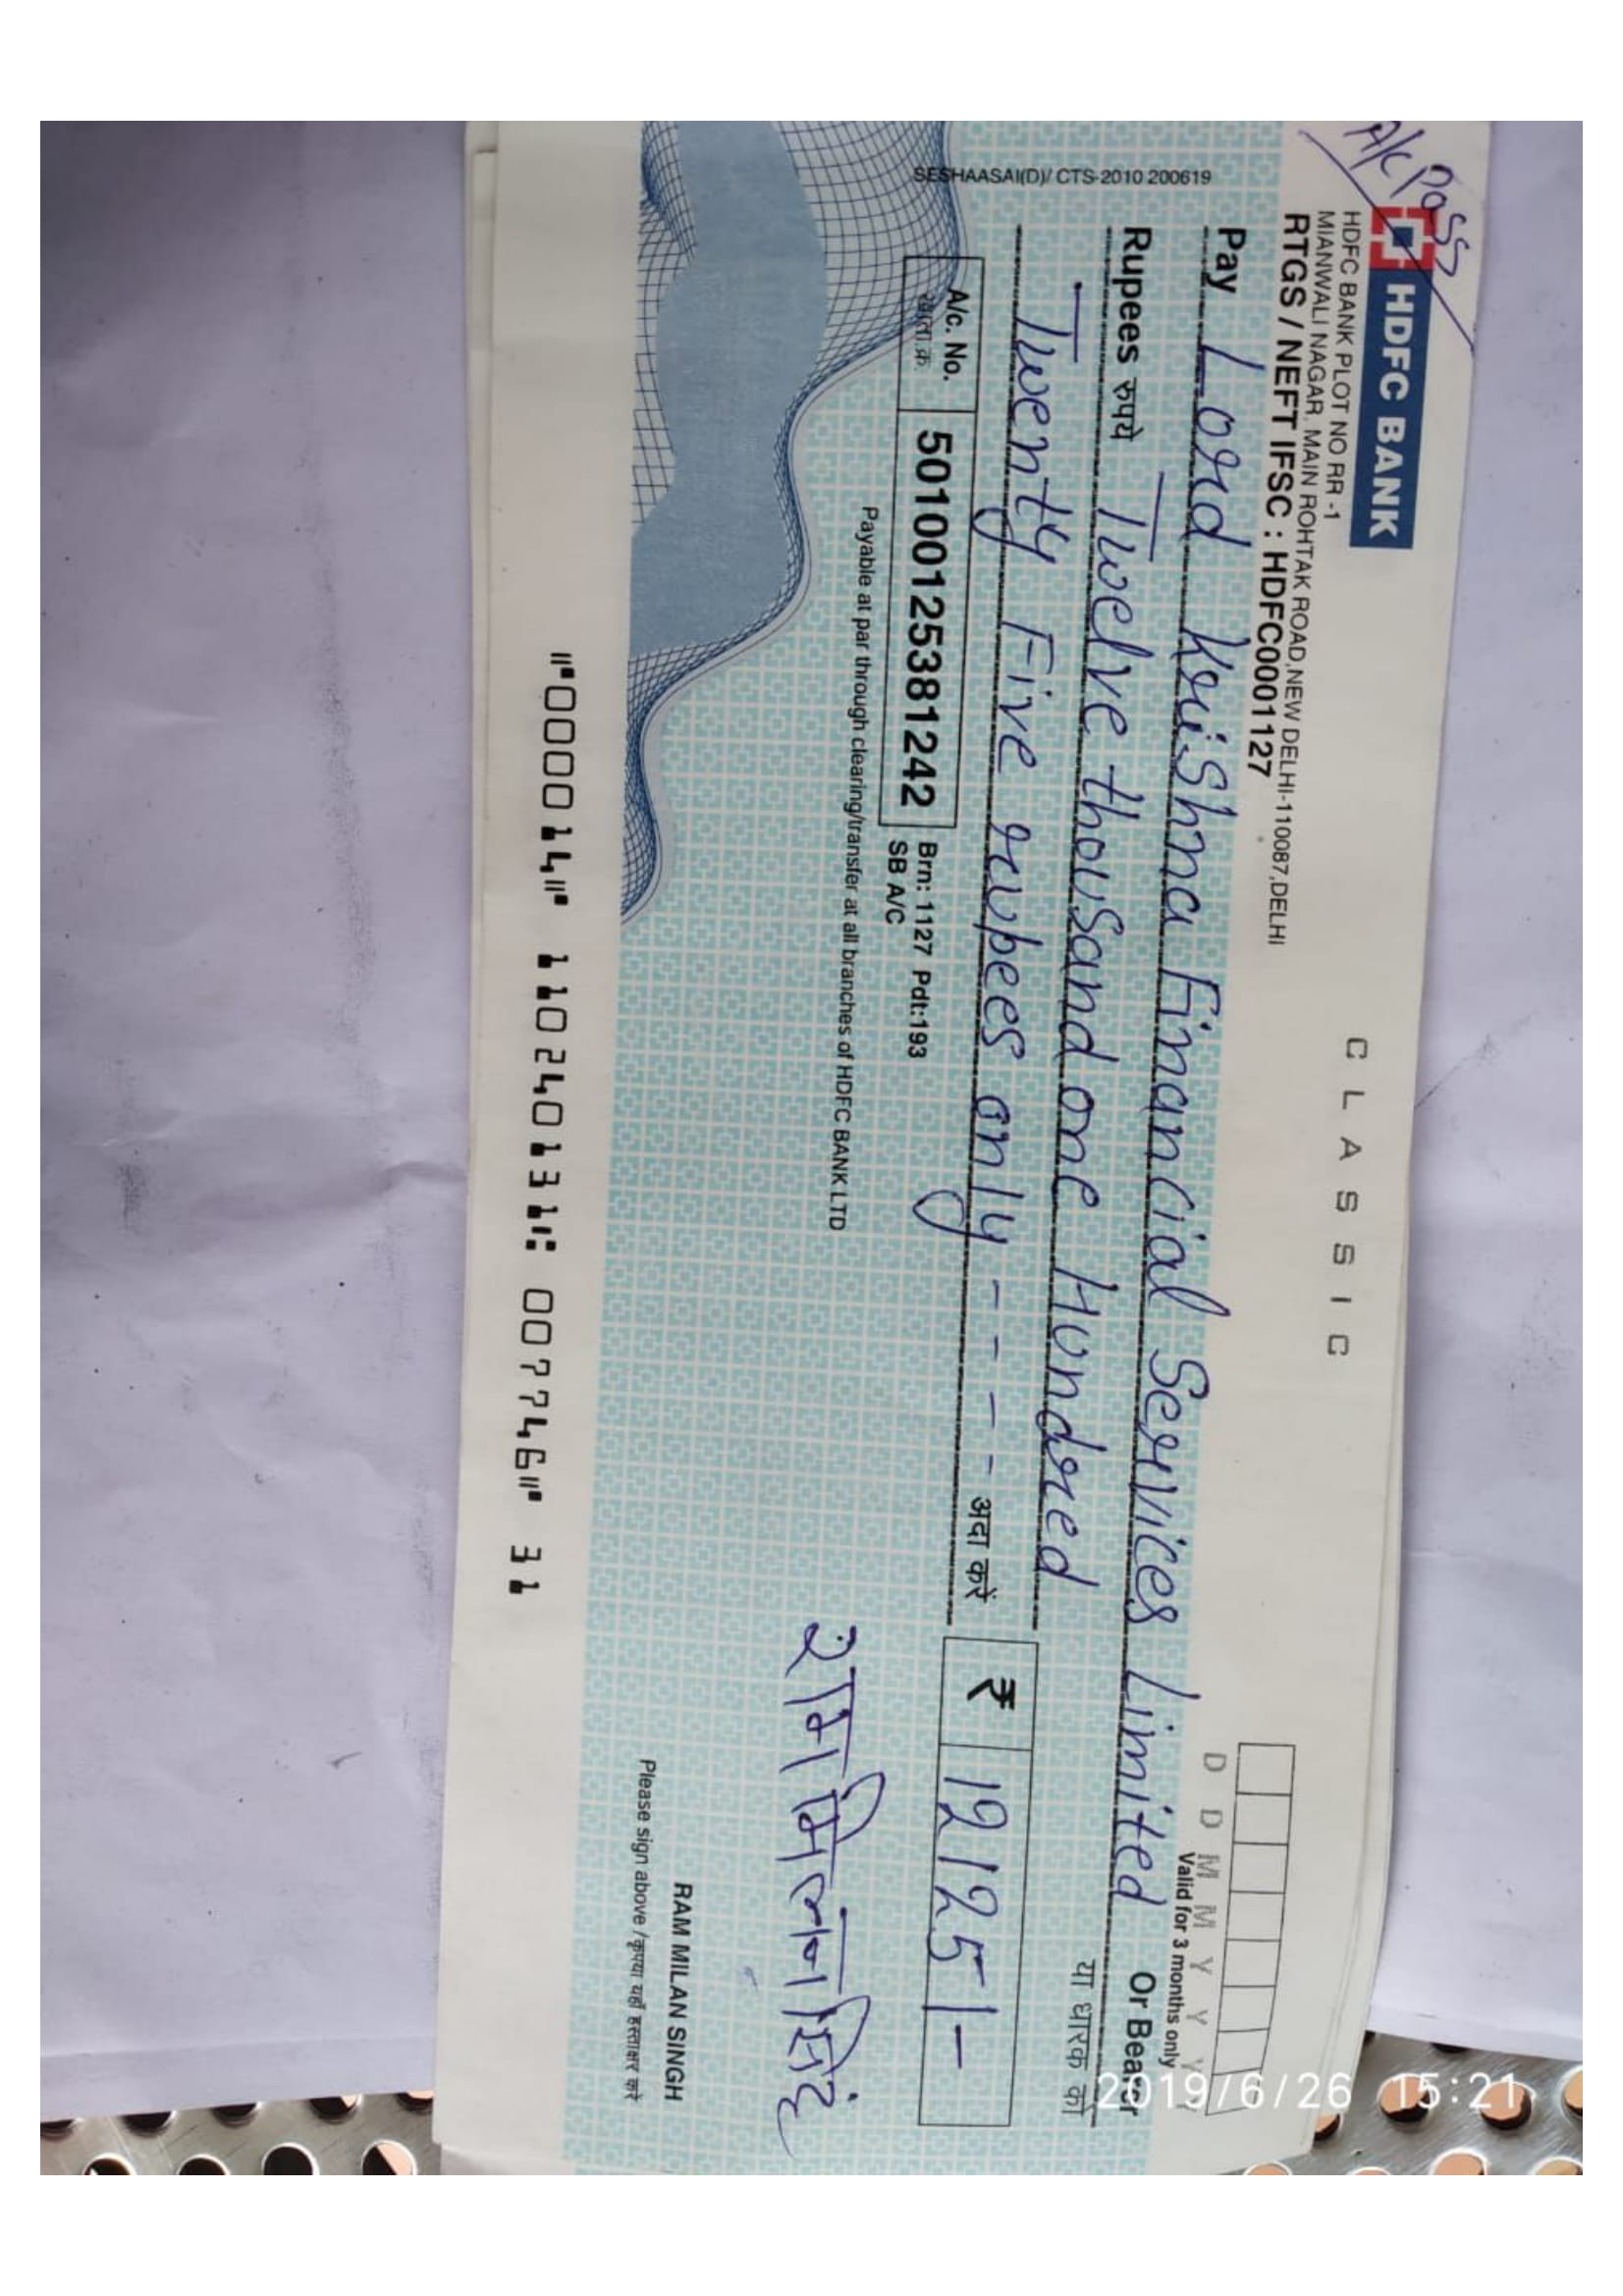 A/C Pass
HDFC BANK
CLASSIC
HDFC BANK PLOT NO RR -1
MIANWALI NAGAR, MAIN ROHTAK ROAD,NEW DELHI-110087,DELHI
RTGS / NEFT IFSC : HDFC0001127
D D M M Y Y Y Y
Valid for 3 months only
Pay Lord Krishna Financial Services Limited Or Bearer
या धारक को
Rupees रुपये Twelve thousand one Hundred
Twenty Five rupees only - - - - अदा करें
₹ 12125/-
A/c. No.
खाता क्र.
50100125381242
Brn: 1127 Pdt:193
SB A/C
Payable at par through clearing/transfer at all branches of HDFC BANK LTD
राम मिलन सिंह
RAM MILAN SINGH
Please sign above /कृपया यहाँ हस्ताक्षर करे
SESHAASAI(D)/ CTS-2010 200619
⑈000014⑈ 110240131⑆ 007746⑈ 31
2019/6/26 15:21